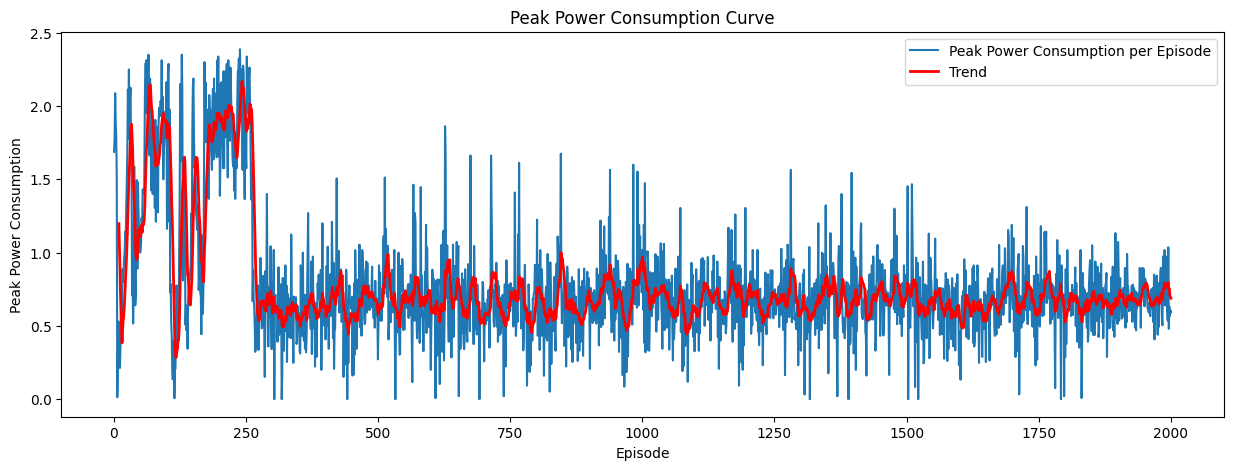 Peak Power Consumption Curve
Peak Power Consumption per Episode
Trend
Peak Power Consumption
2.5
2.0
1.5
1.0
0.5
0.0
0 250 500 750 1000 1250 1500 1750 2000
Episode